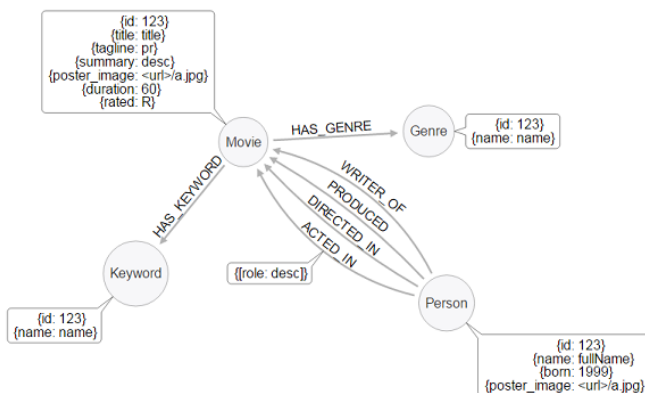 {id: 123}
{title: title}
{tagline: pr}
{summary: desc}
{poster_image: <url>/a.jpg}
{duration: 60}
{rated: R}
Movie
HAS_GENRE
Genre
{id: 123}
{name: name}
HAS_KEYWORD
WRITER_OF
PRODUCED
DIRECTED_IN
ACTED_IN
Keyword
{[role: desc]}
Person
{id: 123}
{name: name}
{id: 123}
{name: fullName}
{born: 1999}
{poster_image: <url>/a.jpg}